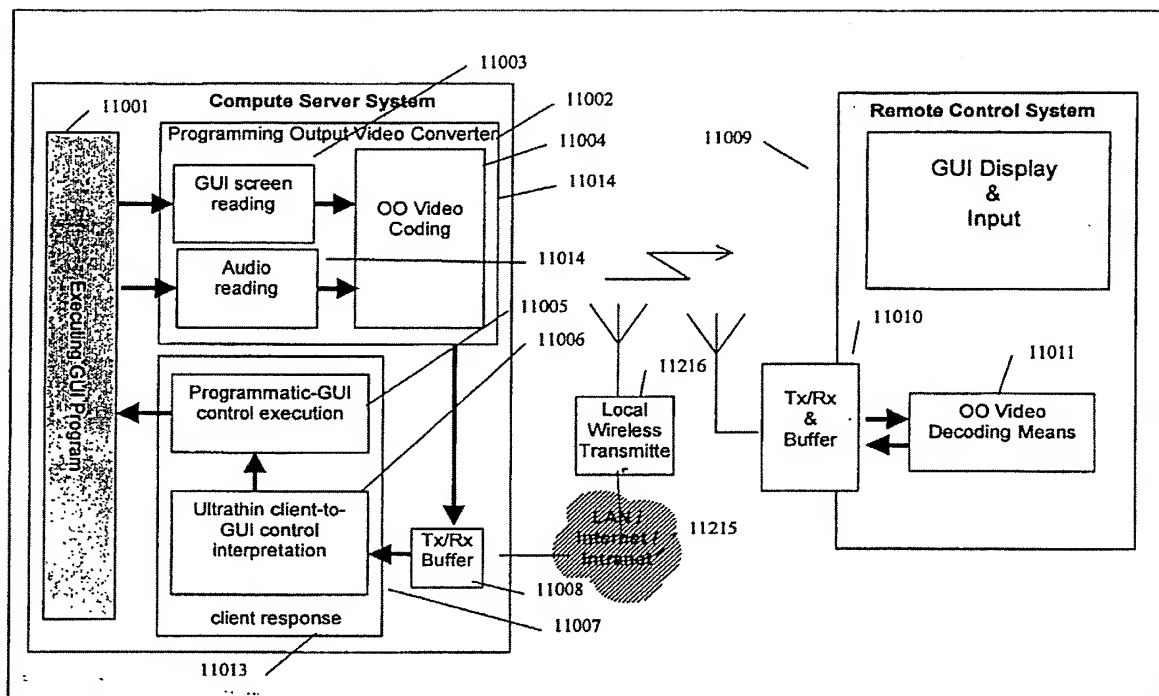 11003
11001
Compute Server System
11002
Remote Control System
Programming Output Video Converter
11004
11009
GUI screen
reading
OO Video
Coding
11014
GUI Display
&
Input
Audio
reading
11014
Executing GUI Program
11005
11010
11006
11216
11011
Programmatic-GUI
control execution
Local
Wireless
Transmitte
Tx/Rx
&
Buffer
OO Video
Decoding Means
Ultrathin client-to-
GUI control
interpretation
Tx/Rx
Buffer
LAN /
Internet /
Intranet
11215
11008
client response
11007
11013